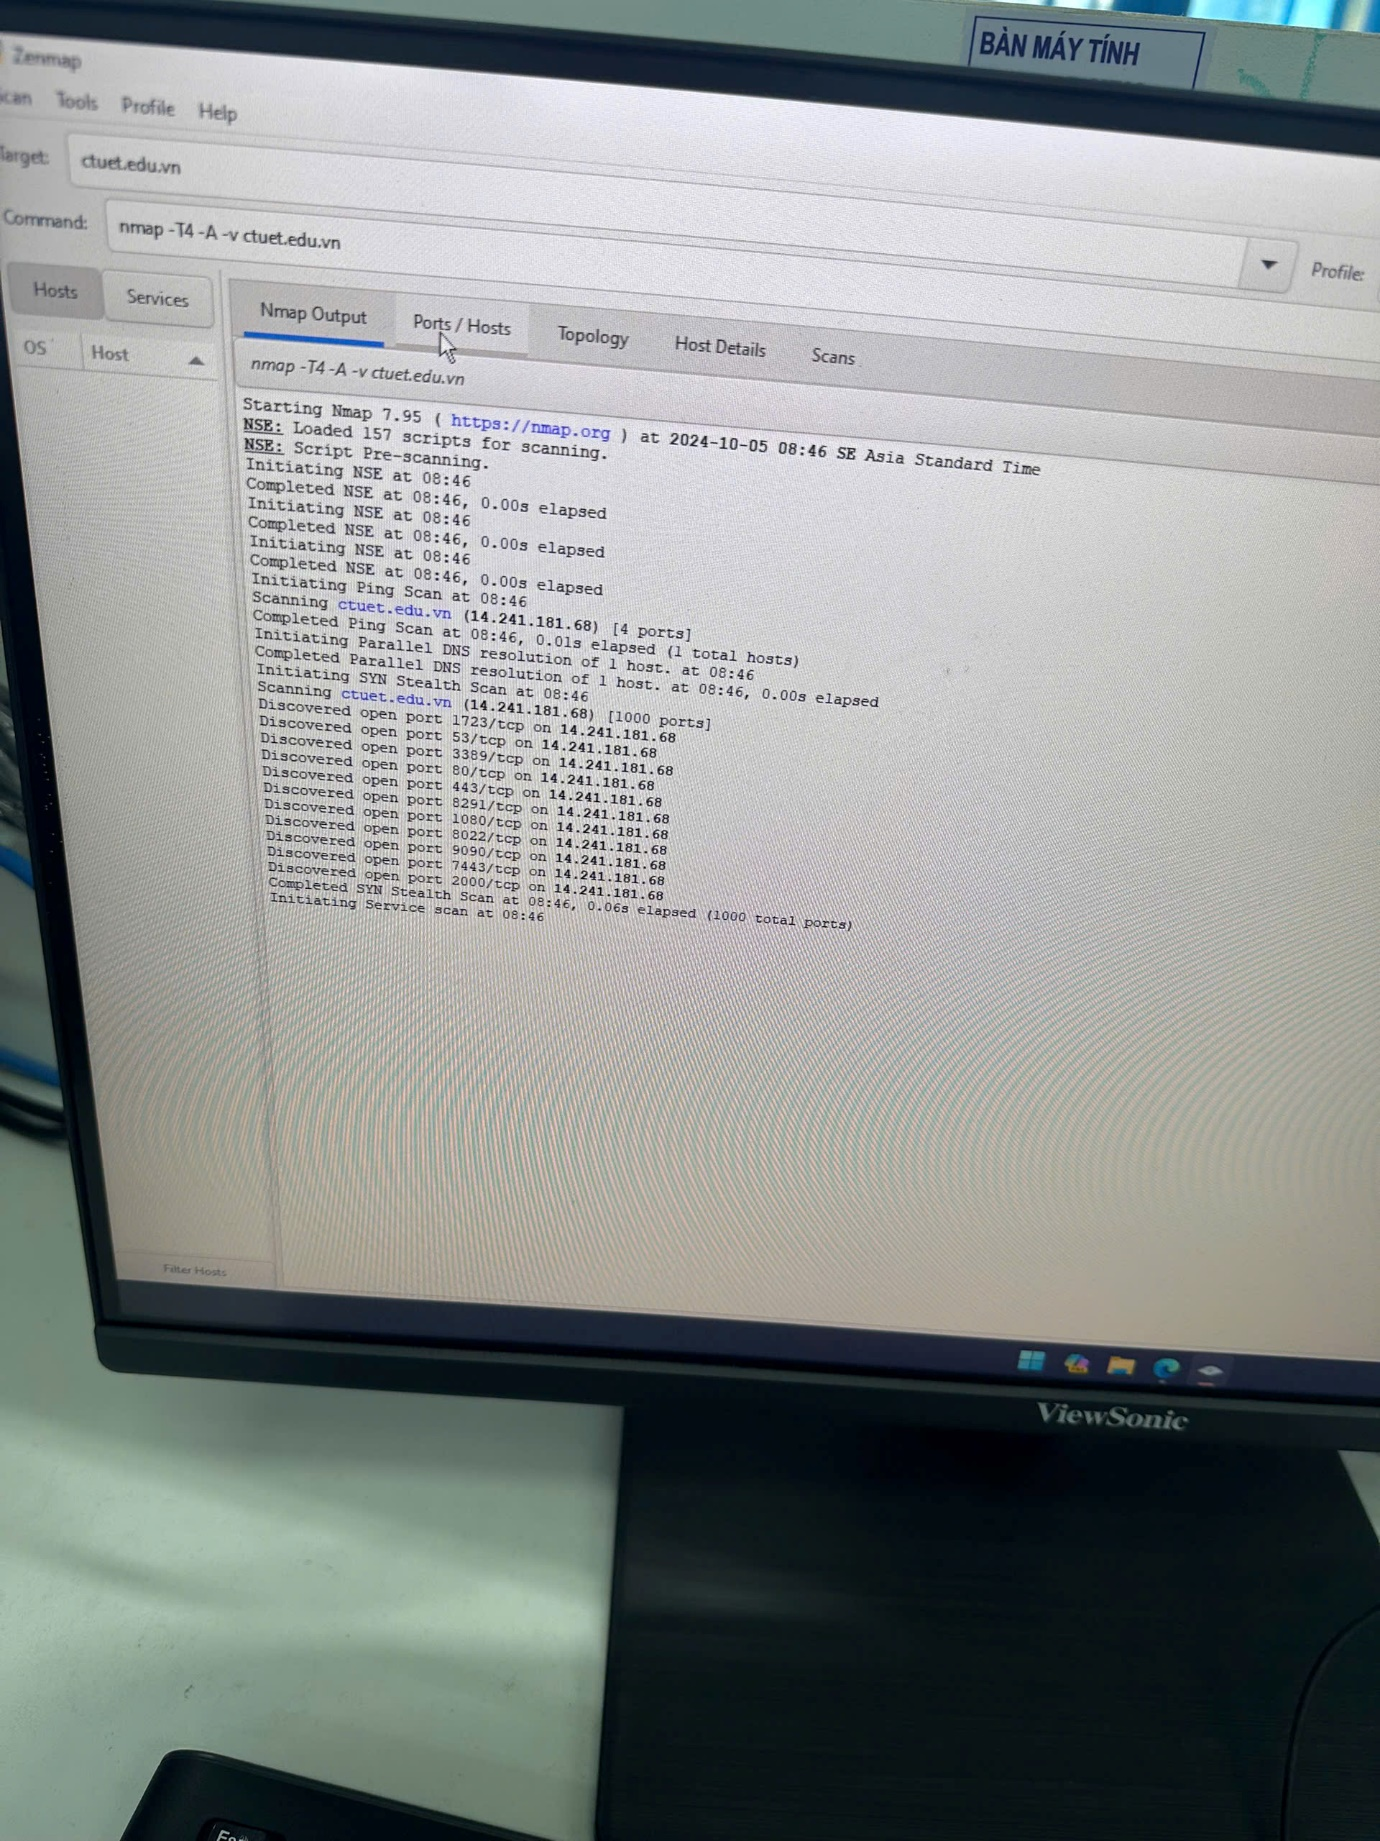 BÀN MÁY TÍNH
Zenmap
can Tools Profile Help
Target: ctuet.edu.vn
Command: nmap -T4 -A -v ctuet.edu.vn Profile:
Hosts Services
Nmap Output Ports / Hosts Topology Host Details Scans
OS Host
nmap -T4 -A -v ctuet.edu.vn
Starting Nmap 7.95 ( https://nmap.org ) at 2024-10-05 08:46 SE Asia Standard Time
NSE: Loaded 157 scripts for scanning.
NSE: Script Pre-scanning.
Initiating NSE at 08:46
Completed NSE at 08:46, 0.00s elapsed
Initiating NSE at 08:46
Completed NSE at 08:46, 0.00s elapsed
Initiating NSE at 08:46
Completed NSE at 08:46, 0.00s elapsed
Initiating Ping Scan at 08:46
Scanning ctuet.edu.vn (14.241.181.68) [4 ports]
Completed Ping Scan at 08:46, 0.01s elapsed (1 total hosts)
Initiating Parallel DNS resolution of 1 host. at 08:46
Completed Parallel DNS resolution of 1 host. at 08:46, 0.00s elapsed
Initiating SYN Stealth Scan at 08:46
Scanning ctuet.edu.vn (14.241.181.68) [1000 ports]
Discovered open port 1723/tcp on 14.241.181.68
Discovered open port 53/tcp on 14.241.181.68
Discovered open port 3389/tcp on 14.241.181.68
Discovered open port 80/tcp on 14.241.181.68
Discovered open port 443/tcp on 14.241.181.68
Discovered open port 8291/tcp on 14.241.181.68
Discovered open port 1080/tcp on 14.241.181.68
Discovered open port 8022/tcp on 14.241.181.68
Discovered open port 9090/tcp on 14.241.181.68
Discovered open port 7443/tcp on 14.241.181.68
Discovered open port 2000/tcp on 14.241.181.68
Completed SYN Stealth Scan at 08:46, 0.06s elapsed (1000 total ports)
Initiating Service scan at 08:46
Filter Hosts
ViewSonic